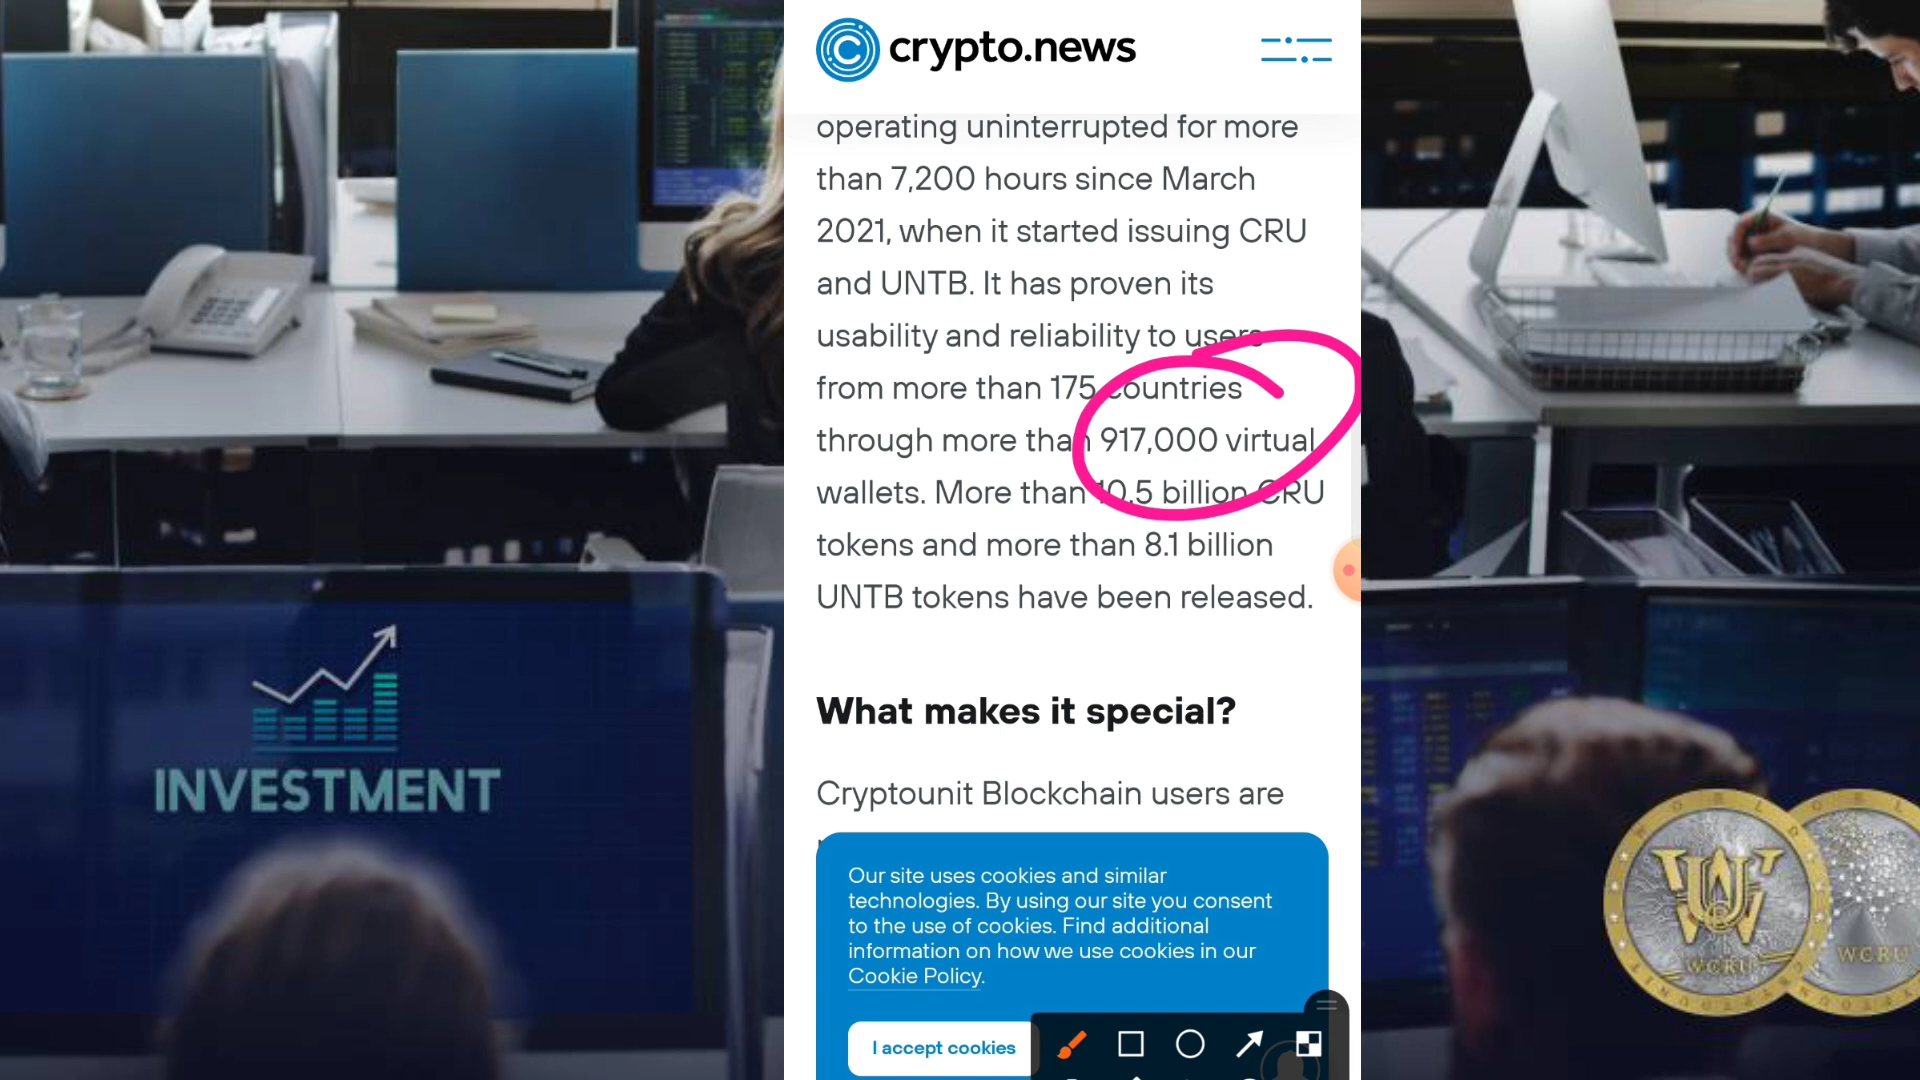 crypto.news
operating uninterrupted for more
than 7,200 hours since March
2021, when it started issuing CRU
and UNTB. It has proven its
usability and reliability to users
from more than 175 countries
through more than 917,000 virtual
wallets. More than 10.5 billion CRU
tokens and more than 8.1 billion
UNTB tokens have been released.
What makes it special?
Cryptounit Blockchain users are
Our site uses cookies and similar
technologies. By using our site you consent
to the use of cookies. Find additional
information on how we use cookies in our
Cookie Policy.
I accept cookies
INVESTMENT
WCRU
WCRU